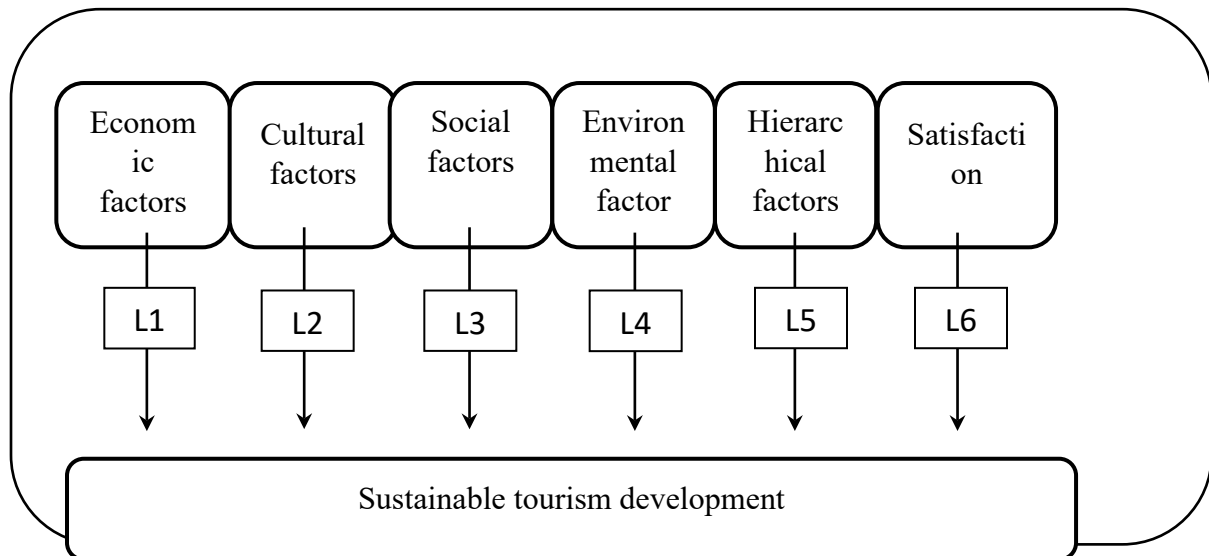 Econom
ic
factors
Cultural
factors
Social
factors
Environ
mental
factor
Hierarc
hical
factors
Satisfacti
on
L1
L2
L3
L4
L5
L6
Sustainable tourism development